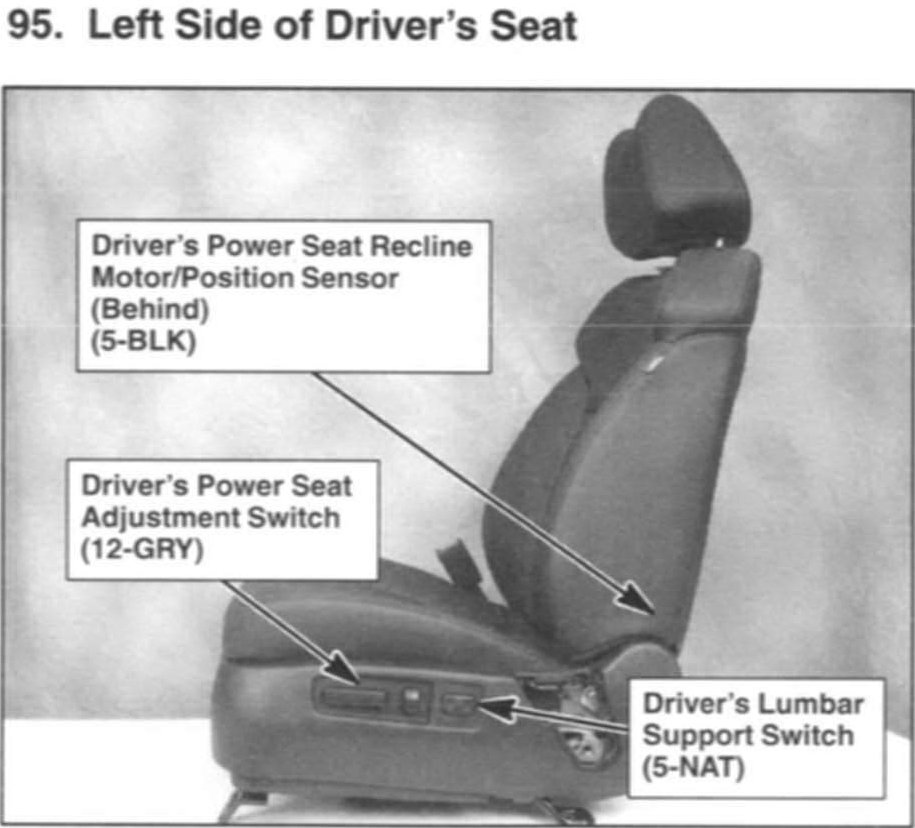 95. Left Side of Driver's Seat
Driver's Power Seat Recline
Motor/Position Sensor
(Behind)
(5-BLK)
Driver's Power Seat
Adjustment Switch
(12-GRY)
Driver's Lumbar
Support Switch
(5-NAT)